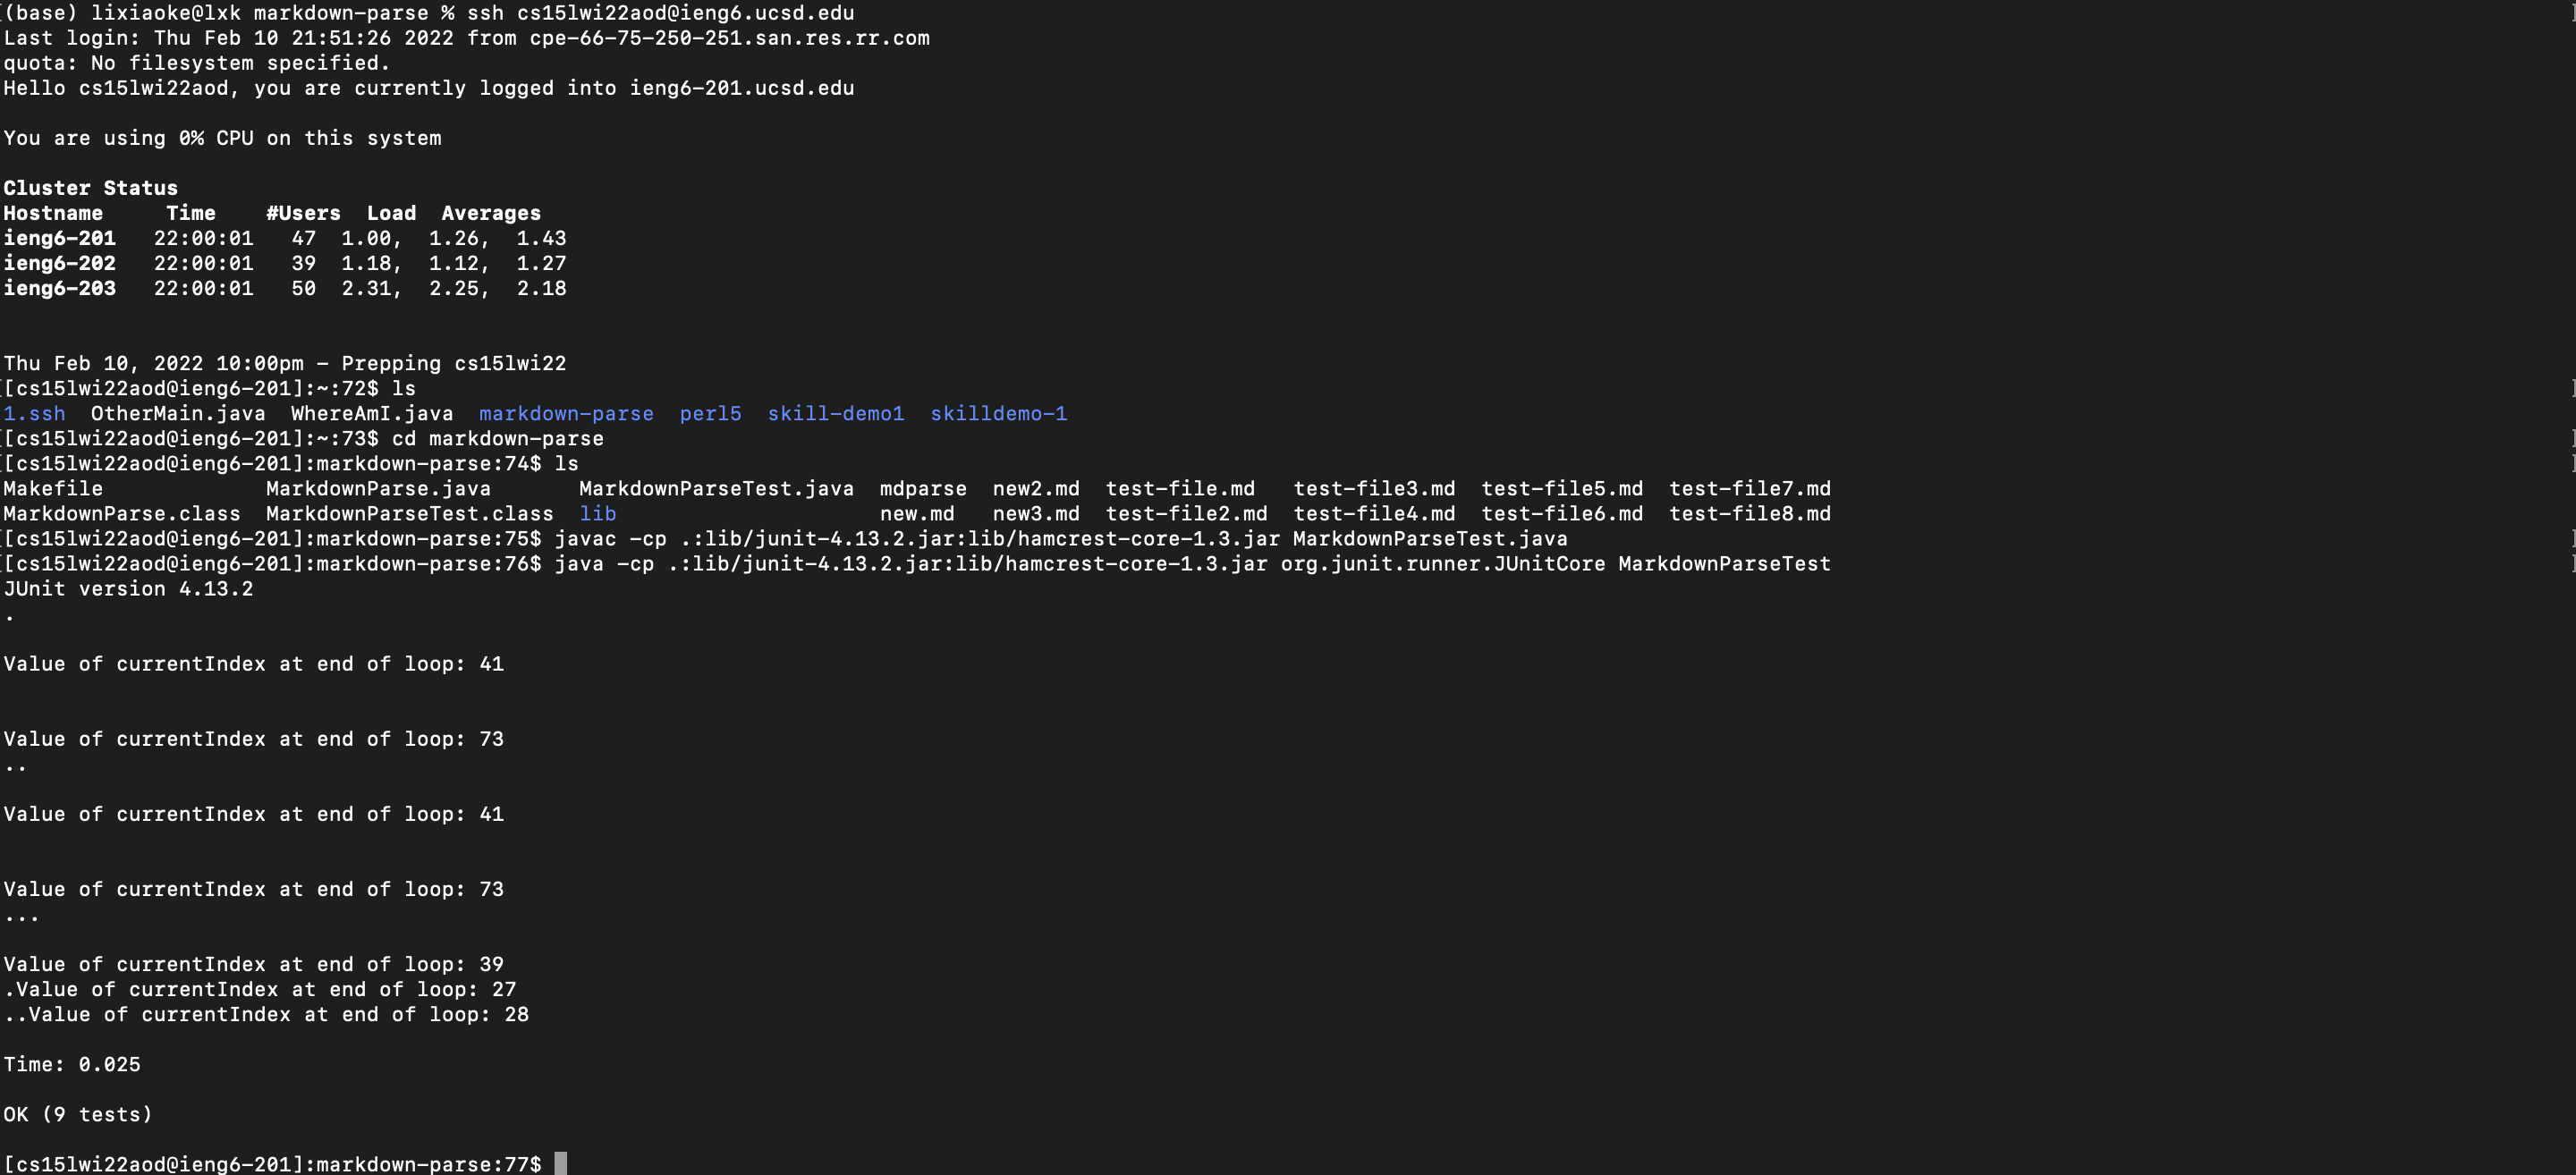 (base) lixiaoke@lxk markdown-parse % ssh cs15lwi22aod@ieng6.ucsd.edu
Last login: Thu Feb 10 21:51:26 2022 from cpe-66-75-250-251.san.res.rr.com
quota: No filesystem specified.
Hello cs15lwi22aod, you are currently logged into ieng6-201.ucsd.edu
You are using 0% CPU on this system
Cluster Status
Hostname     Time    #Users  Load  Averages
ieng6-201   22:00:01   47  1.00,  1.26,  1.43
ieng6-202   22:00:01   39  1.18,  1.12,  1.27
ieng6-203   22:00:01   50  2.31,  2.25,  2.18
Thu Feb 10, 2022 10:00pm - Prepping cs15lwi22
[cs15lwi22aod@ieng6-201]:~:72$ ls
1.ssh  OtherMain.java  WhereAmI.java  markdown-parse  perl5  skill-demo1  skilldemo-1
[cs15lwi22aod@ieng6-201]:~:73$ cd markdown-parse
[cs15lwi22aod@ieng6-201]:markdown-parse:74$ ls
Makefile             MarkdownParse.java       MarkdownParseTest.java  mdparse  new2.md  test-file.md   test-file3.md  test-file5.md  test-file7.md
MarkdownParse.class  MarkdownParseTest.class  lib                     new.md   new3.md  test-file2.md  test-file4.md  test-file6.md  test-file8.md
[cs15lwi22aod@ieng6-201]:markdown-parse:75$ javac -cp .:lib/junit-4.13.2.jar:lib/hamcrest-core-1.3.jar MarkdownParseTest.java
[cs15lwi22aod@ieng6-201]:markdown-parse:76$ java -cp .:lib/junit-4.13.2.jar:lib/hamcrest-core-1.3.jar org.junit.runner.JUnitCore MarkdownParseTest
JUnit version 4.13.2
.
Value of currentIndex at end of loop: 41
Value of currentIndex at end of loop: 73
..
Value of currentIndex at end of loop: 41
Value of currentIndex at end of loop: 73
...
Value of currentIndex at end of loop: 39
.Value of currentIndex at end of loop: 27
..Value of currentIndex at end of loop: 28
Time: 0.025
OK (9 tests)
[cs15lwi22aod@ieng6-201]:markdown-parse:77$